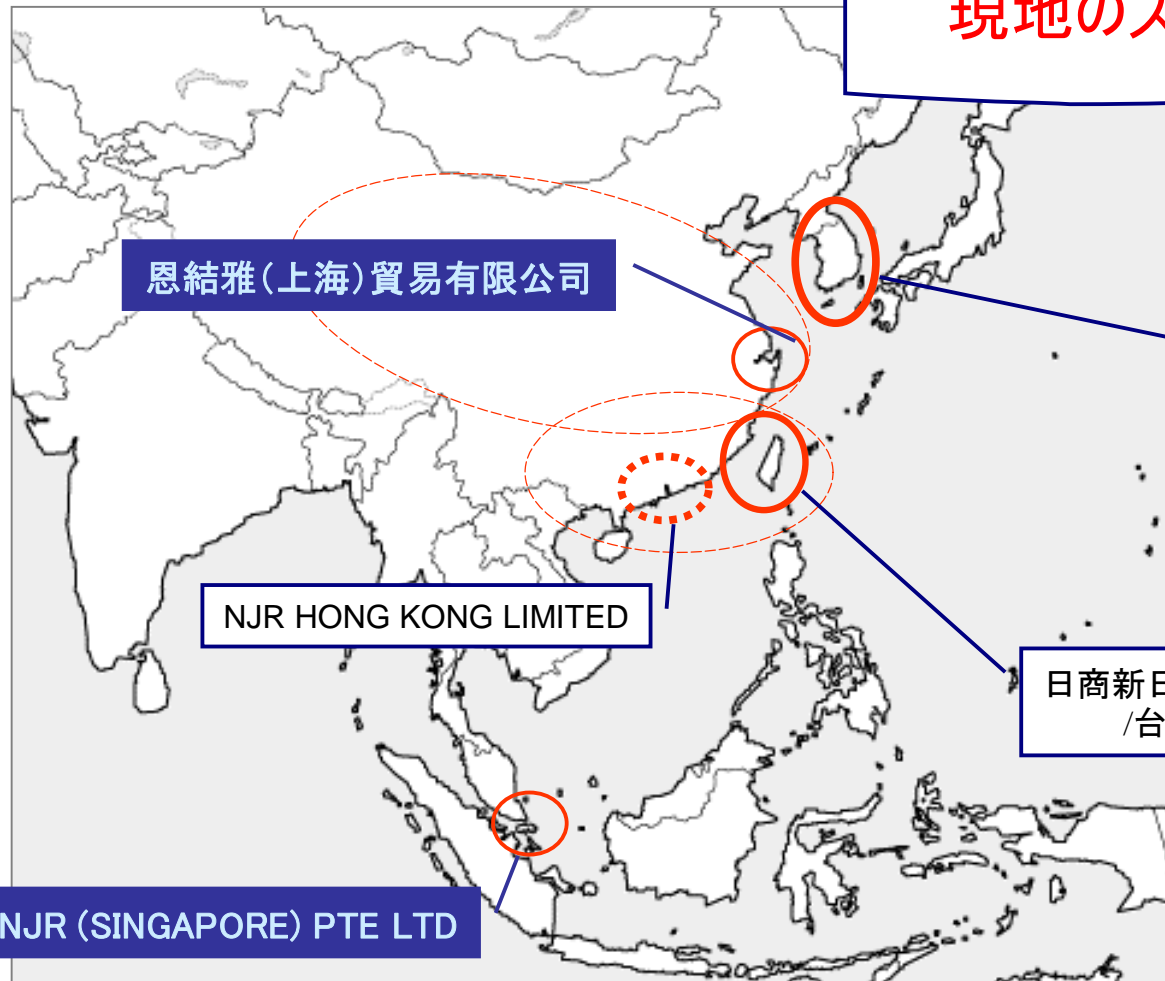 現地のス
恩結雅（上海）貿易有限公司
NJR HONG KONG LIMITED
日商新日
/台
NJR (SINGAPORE) PTE LTD